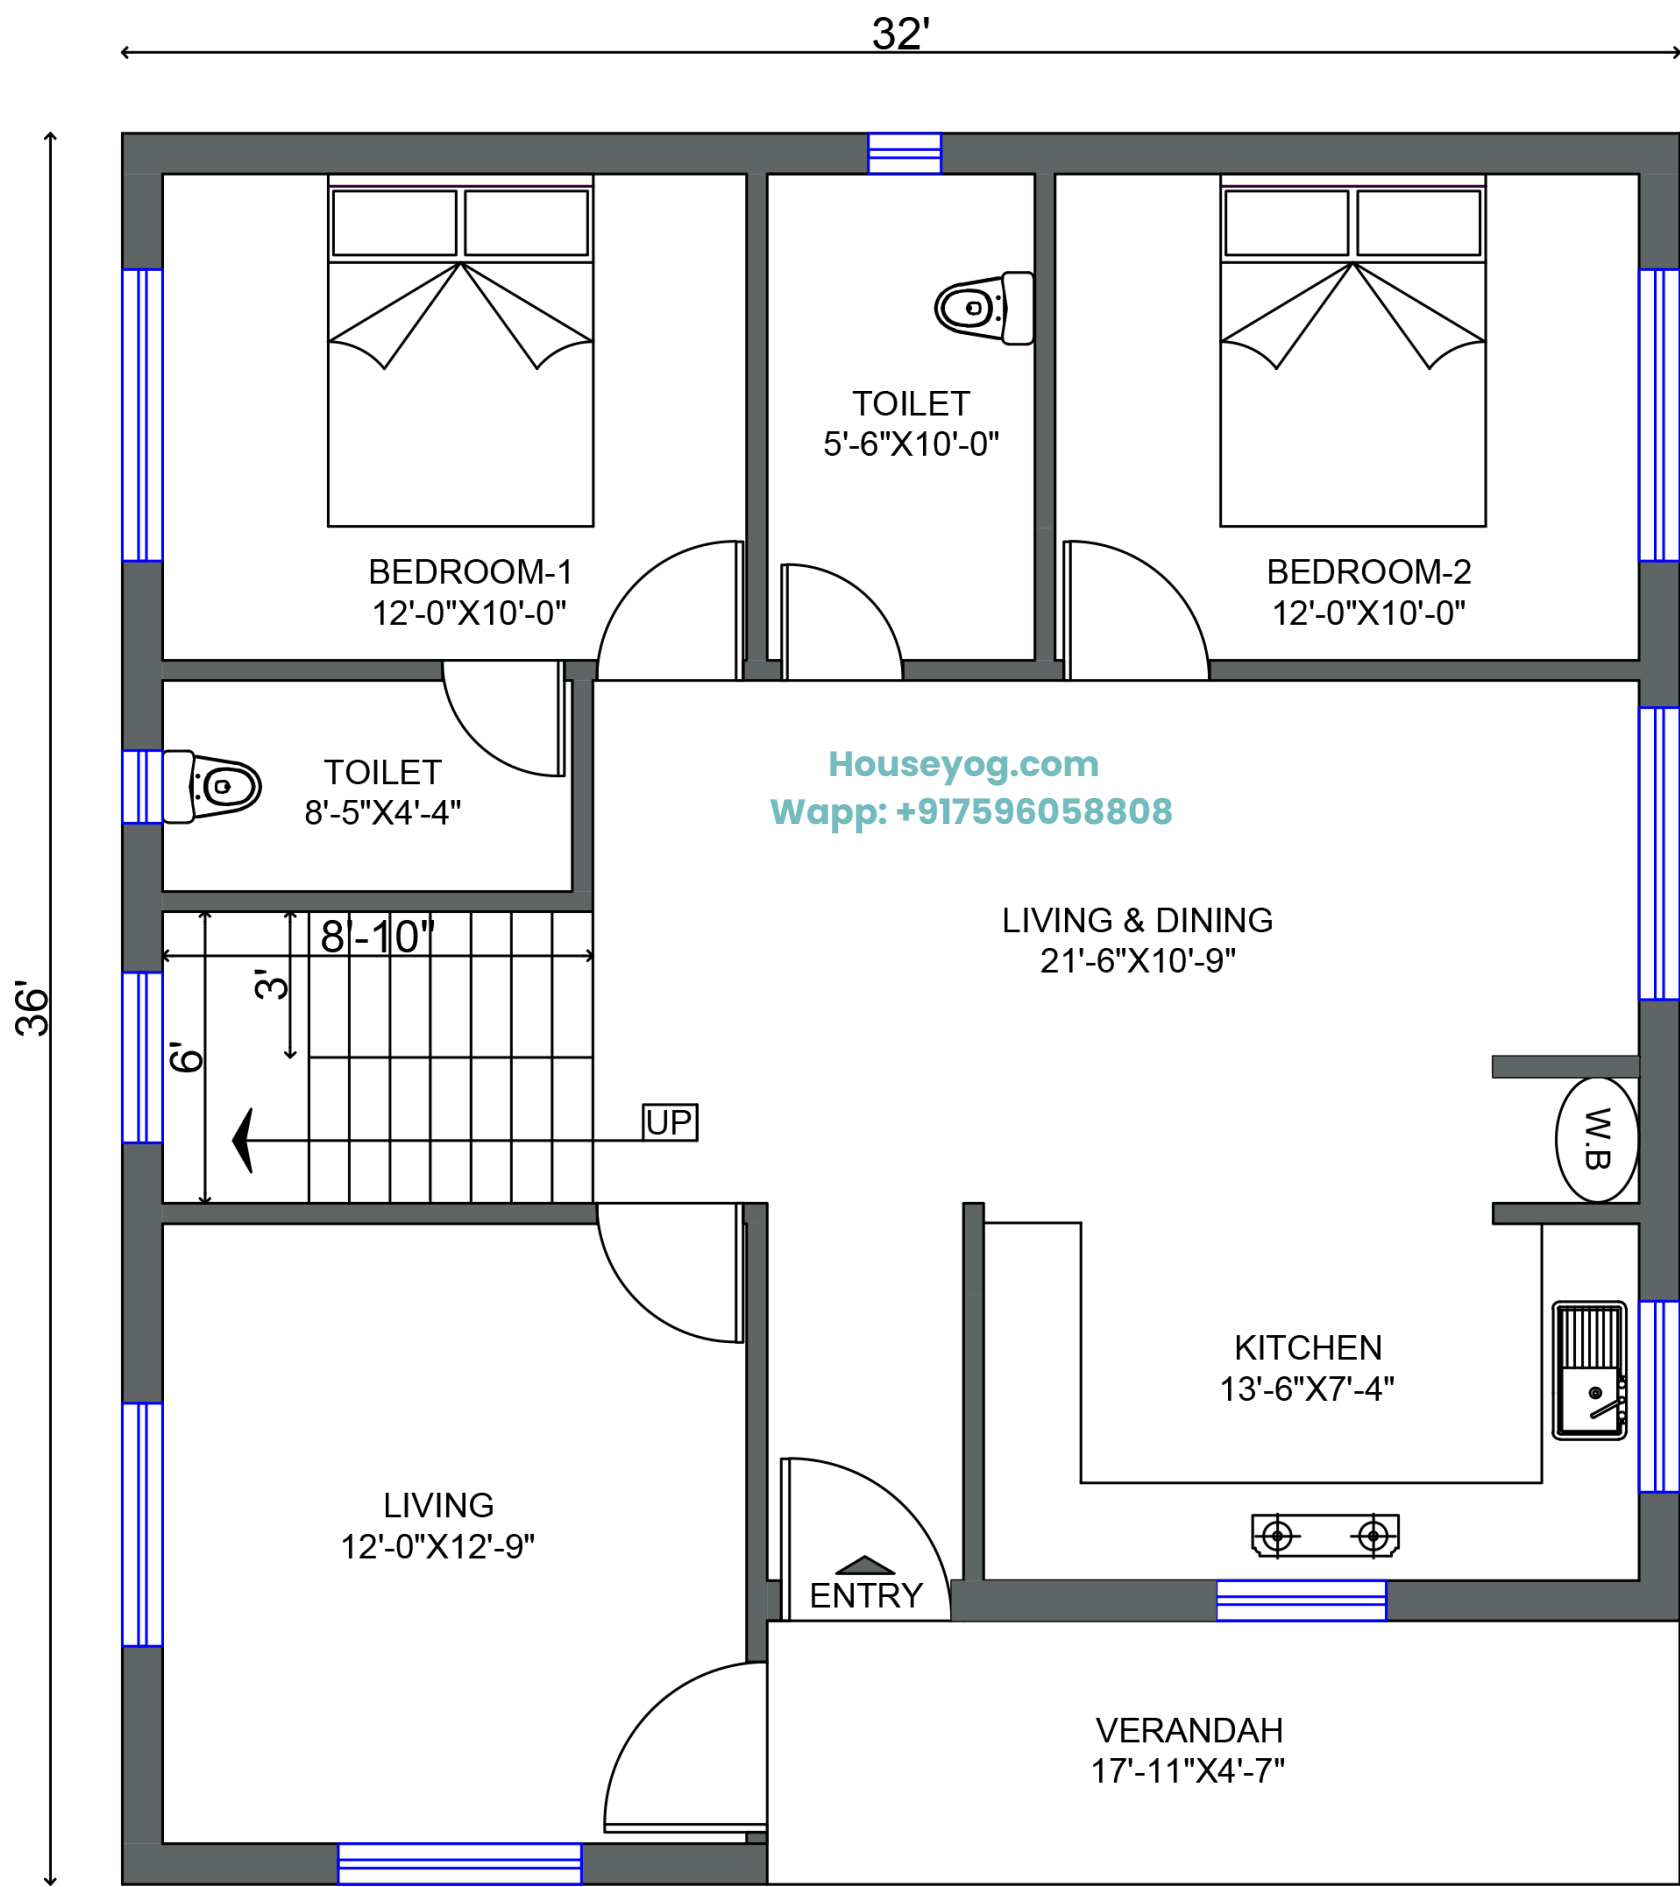 32'
36'
TOILET
5'-6"X10'-0"
BEDROOM-1
12'-0"X10'-0"
BEDROOM-2
12'-0"X10'-0"
TOILET
8'-5"X4'-4"
Houseyog.com
Wapp: +917596058808
LIVING & DINING
21'-6"X10'-9"
8'-10"
3'
6'
UP
W.B
KITCHEN
13'-6"X7'-4"
LIVING
12'-0"X12'-9"
ENTRY
VERANDAH
17'-11"X4'-7"